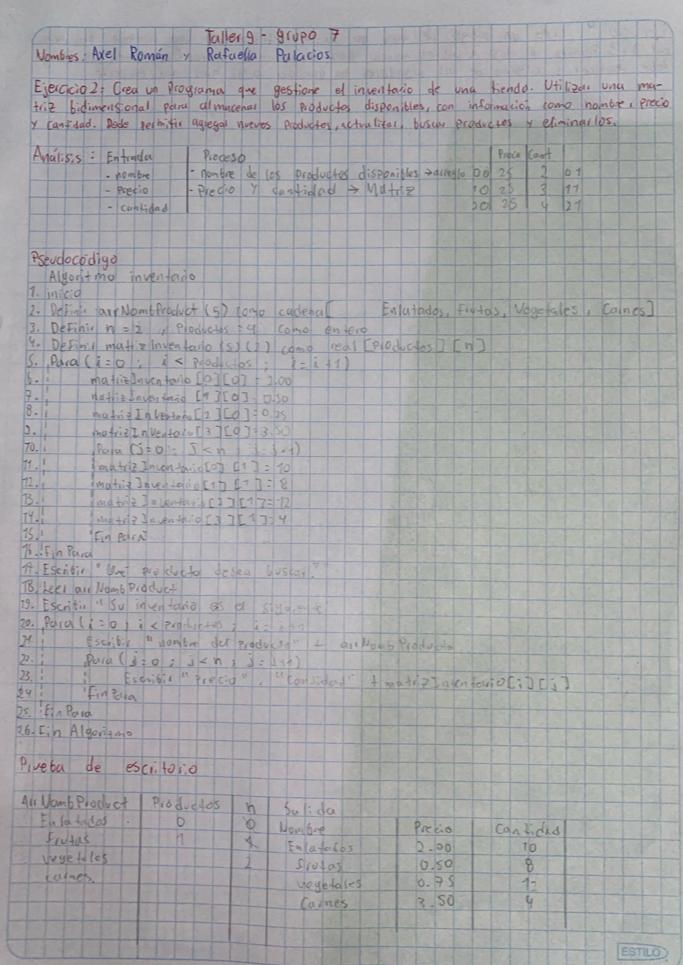 Taller 9 - grupo 7
Nombres: Axel Román y Rafaella Palacios
Ejercicio 2: Crea un programa que gestione el inventario de una tienda. Utilizar una ma-
triz bidimensional para almacenar los productos disponibles, con información como nombre, precio
y cantidad. Debe permitir agregar nuevos productos, actualizar, buscar productos y eliminarlos.
Análisis: Entrada | Proceso | Precio | Cant
- nombre | - nombre de los productos disponibles → arreglo 00 | 25 | 2 | 01
- Precio | - Precio y cantidad → Matriz 10 | 25 | 3 | 11
- cantidad | 20 | 25 | 4 | 21
Pseudocódigo
Algoritmo inventario
1. inicio
2. Definir arrNombProduct (5) como cadena[ Enlatados, Frutas, Vegetales, Carnes]
3. Definir n=2, Productos=4 como entero
4. Definir matrizInventario (5)(2) como real [productos][n]
5. Para (i=0; i < productos; i=i+1)
6. matrizInventario [0][0] = 2.00
7. matrizInventario [1][0] = 0.50
8. matrizInventario [2][0] = 0.75
9. matrizInventario [3][0] = 3.50
10. Para (j=0; j<n; j=j+1)
11. matrizInventario [0][1] = 10
12. matrizInventario [1][1] = 8
13. matrizInventario [2][1] = 12
14. matrizInventario [3][1] = 4
15. Fin Para
16. Fin Para
17. Escribir "Que producto desea buscar."
18. Leer arrNombProduct
19. Escribir "Su inventario es el siguiente"
20. Para (i=0; i < productos; i=i+1)
21. Escribir "nombre del producto" + arrNombProducto
22. Para (j=0; j<n; j=j+1)
23. Escribir "precio", "cantidad" + matrizInventario[i][j]
24. Fin Para
25. Fin Para
26. Fin Algoritmo
Prueba de escritorio
ArrNombProduct | Productos | n | Salida
Enlatados | 0 | 0 | Nombre | Precio | Cantidad
Frutas | 1 | 1 | Enlatados | 2.00 | 10
vegetales | 2 | Frutas | 0.50 | 8
carnes | vegetales | 0.75 | 12
Carnes | 3.50 | 4
ESTILO